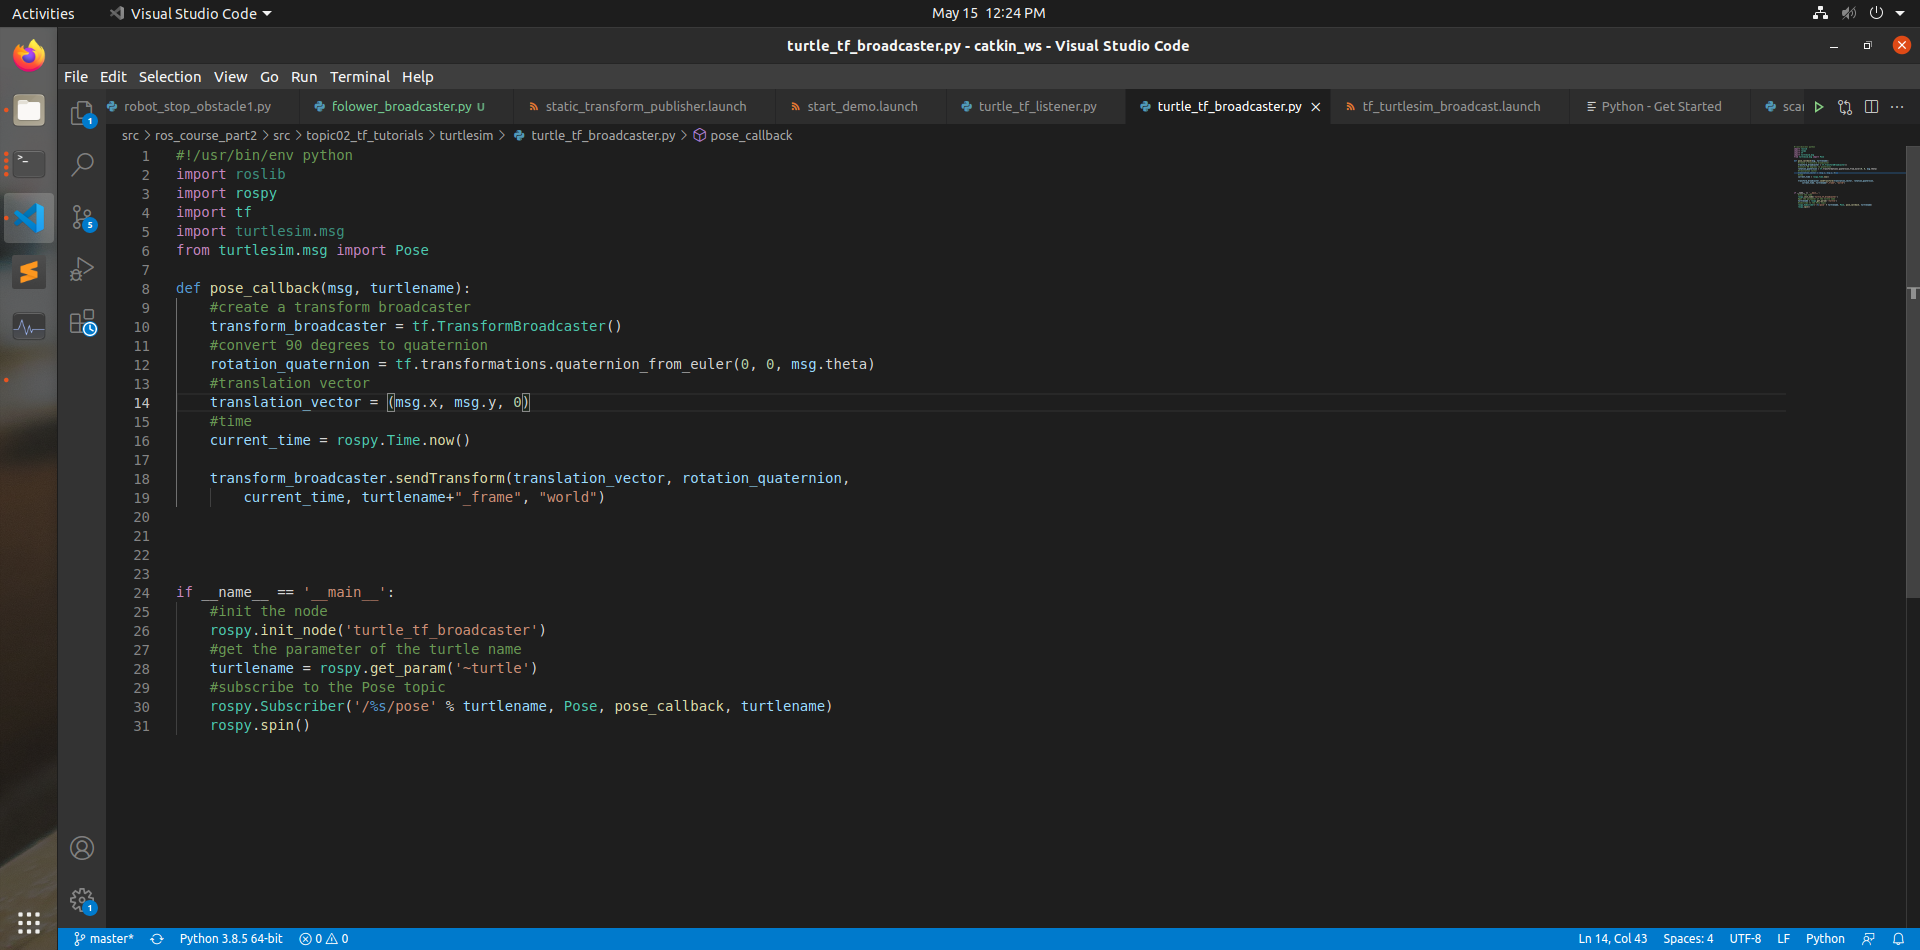 Activities Visual Studio Code May 15 12:24 PM
turtle_tf_broadcaster.py - catkin_ws - Visual Studio Code
File Edit Selection View Go Run Terminal Help
robot_stop_obstacle1.py folower_broadcaster.py U static_transform_publisher.launch start_demo.launch turtle_tf_listener.py turtle_tf_broadcaster.py tf_turtlesim_broadcast.launch Python - Get Started
src > ros_course_part2 > src > topic02_tf_tutorials > turtlesim > turtle_tf_broadcaster.py > pose_callback
1 #!/usr/bin/env python
2 import roslib
3 import rospy
4 import tf
5 import turtlesim.msg
6 from turtlesim.msg import Pose
7
8 def pose_callback(msg, turtlename):
9 #create a transform broadcaster
10 transform_broadcaster = tf.TransformBroadcaster()
11 #convert 90 degrees to quaternion
12 rotation_quaternion = tf.transformations.quaternion_from_euler(0, 0, msg.theta)
13 #translation vector
14 translation_vector = (msg.x, msg.y, 0)
15 #time
16 current_time = rospy.Time.now()
17
18 transform_broadcaster.sendTransform(translation_vector, rotation_quaternion,
19 current_time, turtlename+"_frame", "world")
20
21
22
23
24 if __name__ == '__main__':
25 #init the node
26 rospy.init_node('turtle_tf_broadcaster')
27 #get the parameter of the turtle name
28 turtlename = rospy.get_param('~turtle')
29 #subscribe to the Pose topic
30 rospy.Subscriber('/%s/pose' % turtlename, Pose, pose_callback, turtlename)
31 rospy.spin()
1
5
1
master* Python 3.8.5 64-bit 0 0 Ln 14, Col 43 Spaces: 4 UTF-8 LF Python